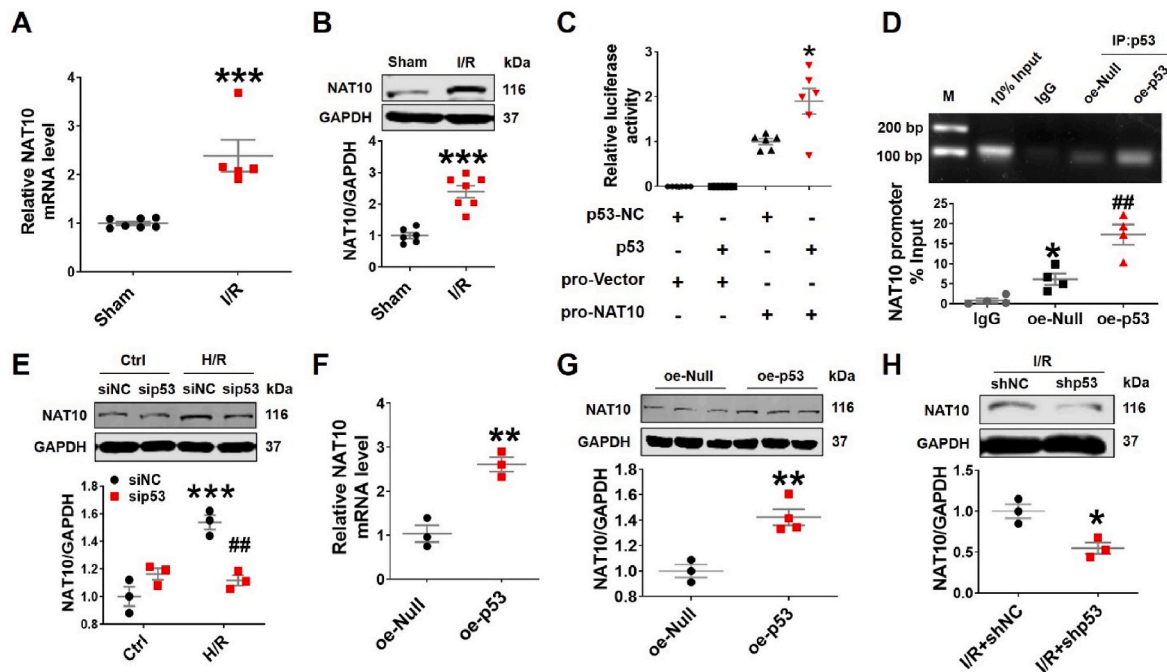 A
Relative NAT10
mRNA level
4
3
2
1
0
***
Sham
I/R
B
Sham I/R kDa
NAT10 116
GAPDH 37
NAT10/GAPDH
4
3
2
1
0
***
Sham
I/R
C
Relative luciferase
activity
3
2
1
0
*
p53-NC + - + -
p53 - + - +
pro-Vector + + - -
pro-NAT10 - - + +
D
IP:p53
M 10% Input IgG oe-Null oe-p53
200 bp
100 bp
NAT10 promoter
% Input
25
20
15
10
5
0
*
##
IgG oe-Null oe-p53
E
Ctrl H/R
siNC sip53 siNC sip53 kDa
NAT10 116
GAPDH 37
NAT10/GAPDH
1.8
1.6
1.4
1.2
1.0
0.8
siNC
sip53
***
##
Ctrl
H/R
F
Relative NAT10
mRNA level
4
3
2
1
0
**
oe-Null
oe-p53
G
oe-Null oe-p53 kDa
NAT10 116
GAPDH 37
NAT10/GAPDH
1.8
1.6
1.4
1.2
1.0
0.8
**
oe-Null
oe-p53
H
I/R
shNC shp53 kDa
NAT10 116
GAPDH 37
NAT10/GAPDH
1.5
1.0
0.5
0.0
*
I/R+shNC
I/R+shp53